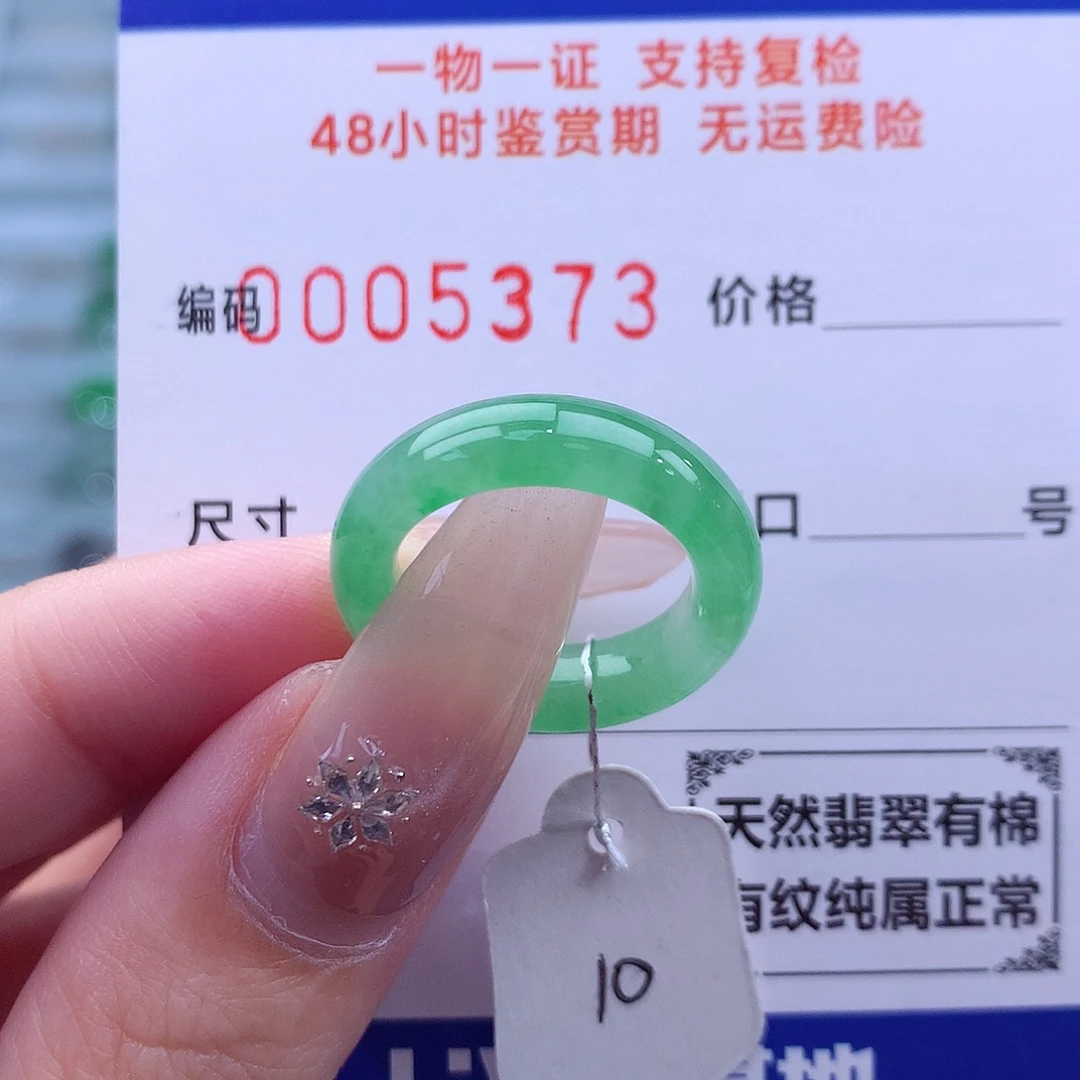 一物一证 支持复检
48小时鉴赏期 无运费险
编码0005373 价格
尺寸 口 号
天然翡翠有棉
有纹纯属正常
10